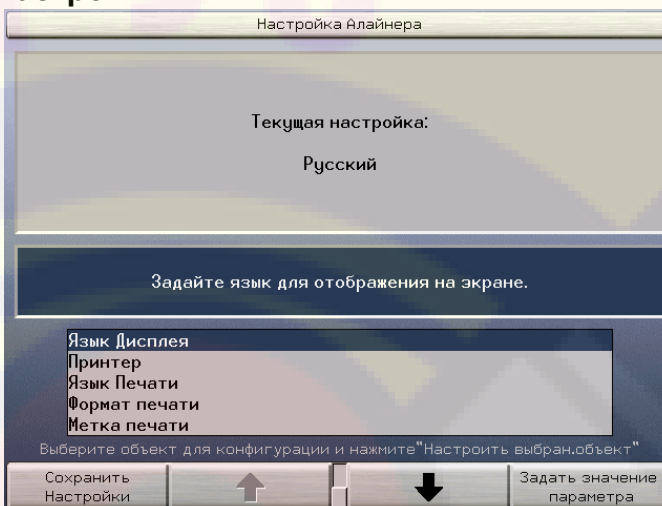 Настройка Алайнера
Текущая настройка:
Русский
Задайте язык для отображения на экране.
Язык Дисплея
Принтер
Язык Печати
Формат печати
Метка печати
Выберите объект для конфигурации и нажмите"Настроить выбран.объект"
Сохранить
Настройки
Задать значение
параметра